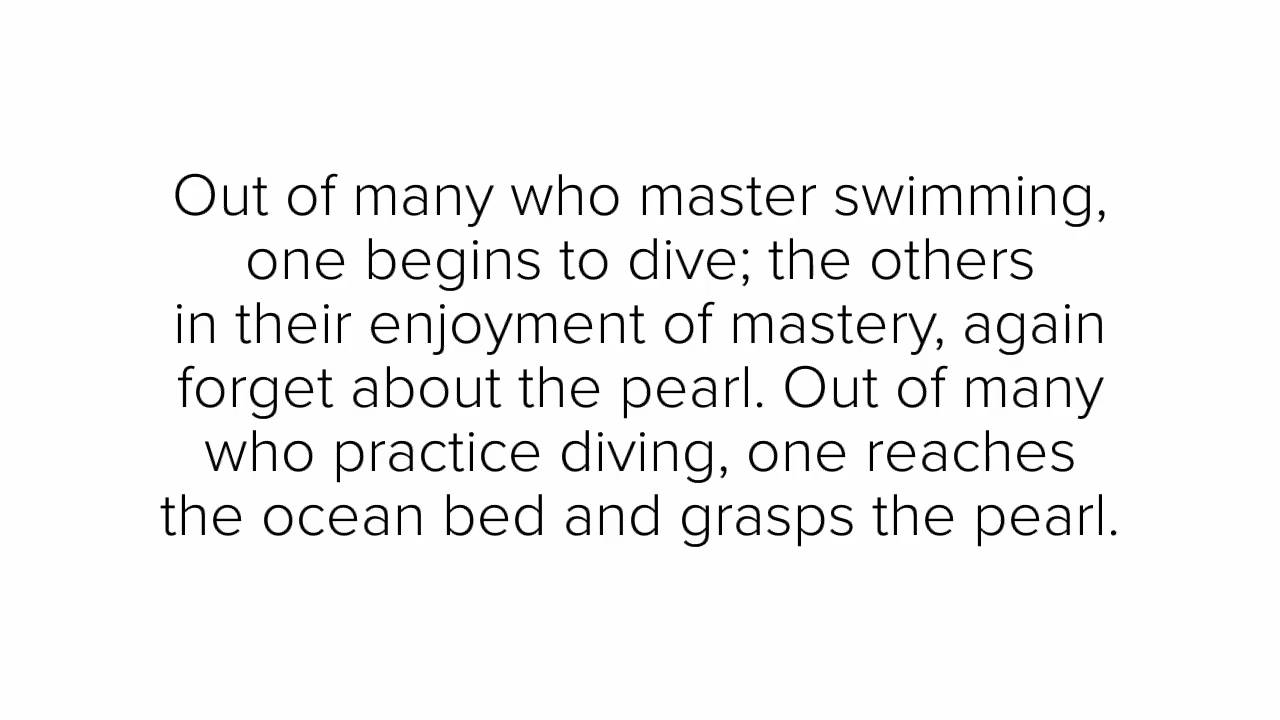 Out of many who master swimming,
one begins to dive; the others
in their enjoyment of mastery, again
forget about the pearl. Out of many
who practice diving, one reaches
the ocean bed and grasps the pearl.